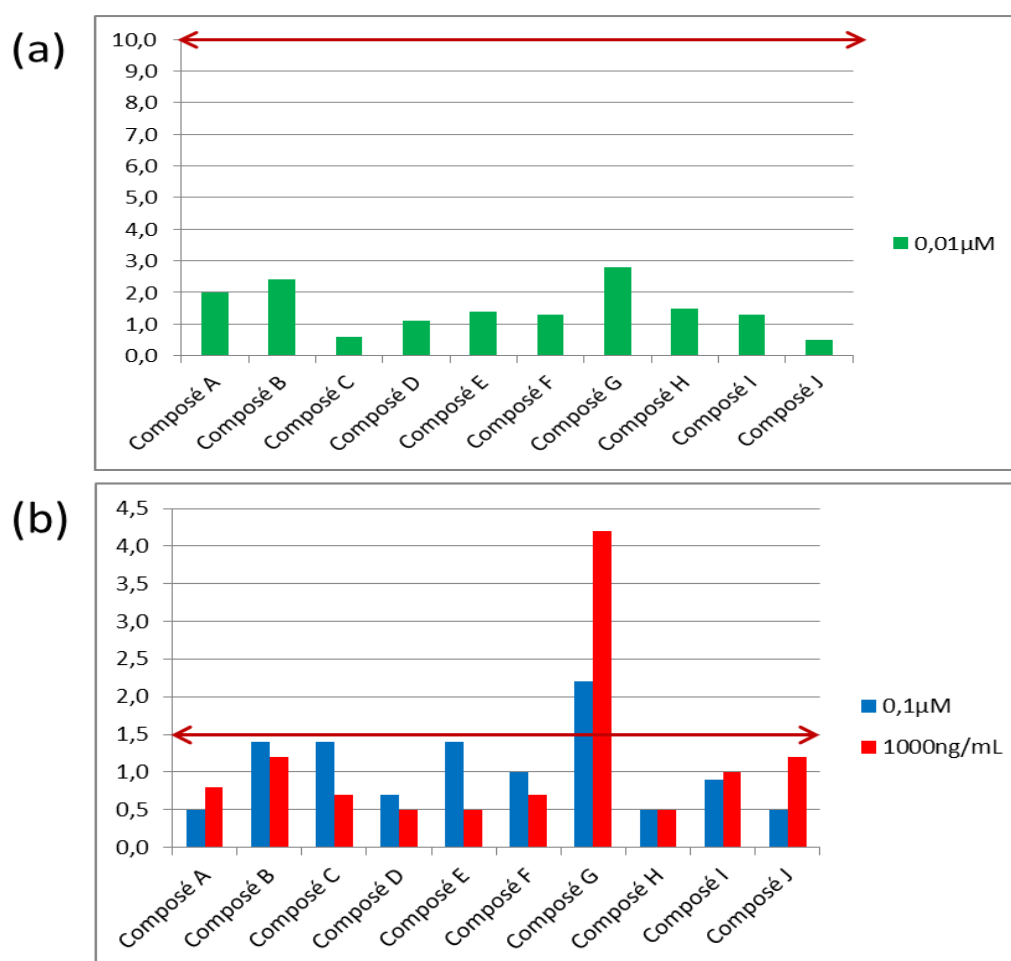 (a)
10,0
9,0
8,0
7,0
6,0
5,0
4,0
3,0
2,0
1,0
0,0
Composé A
Composé B
Composé C
Composé D
Composé E
Composé F
Composé G
Composé H
Composé I
Composé J
0,01µM
(b)
4,5
4,0
3,5
3,0
2,5
2,0
1,5
1,0
0,5
0,0
Composé A
Composé B
Composé C
Composé D
Composé E
Composé F
Composé G
Composé H
Composé I
Composé J
0,1µM
1000ng/mL